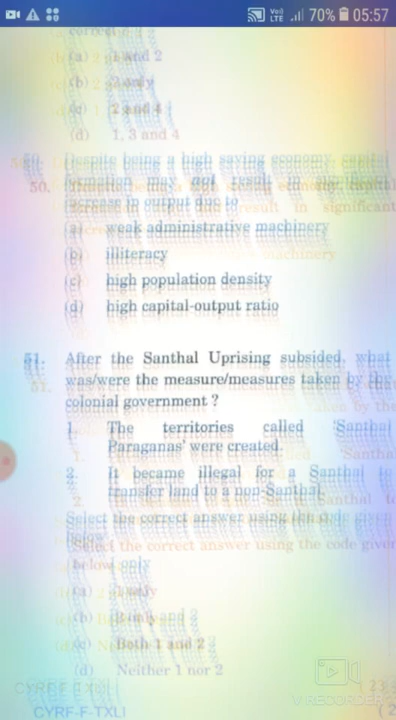 VoD LTE 70% 05:57
correct
(a) 1 and 2
(b) 2 only
(c) 2 and 4
(d) 1, 3 and 4
50. Despite being a high saving economy, capital
formation may not result in significant
increase in output due to
(a) weak administrative machinery
(b) illiteracy
(c) high population density
(d) high capital-output ratio
51. After the Santhal Uprising subsided, what
was/were the measure/measures taken by the
colonial government ?
1. The territories called 'Santhal
Paraganas' were created.
2. It became illegal for a Santhal to
transfer land to a non-Santhal.
Select the correct answer using the code given
below
(a) 1 only
(b) 2 only
(c) Both 1 and 2
(d) Neither 1 nor 2
V RECORDER
CYRF-F-TXLI